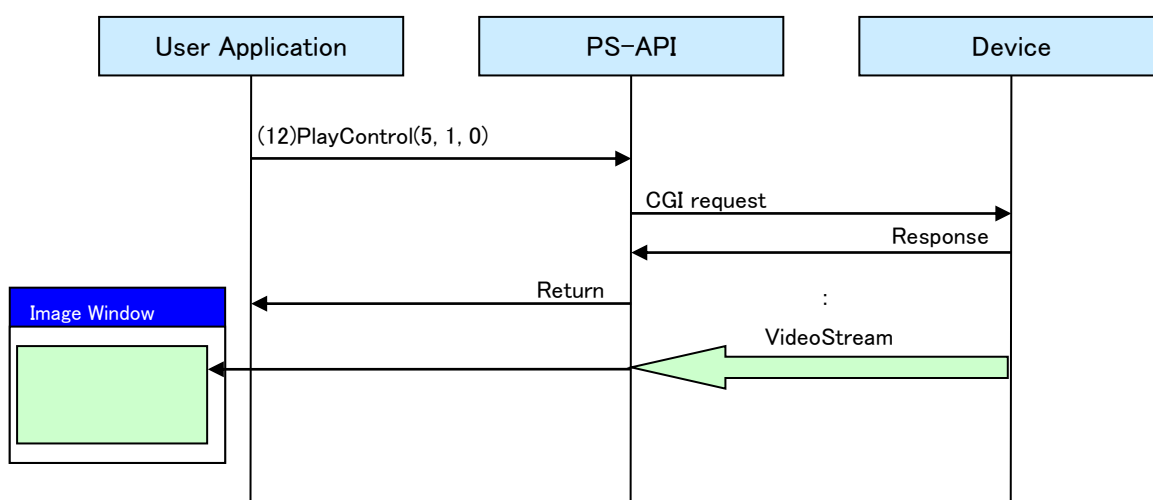 User Application
PS-API
Device
(12)PlayControl(5, 1, 0)
CGI request
Response
Return
:
Image Window
VideoStream